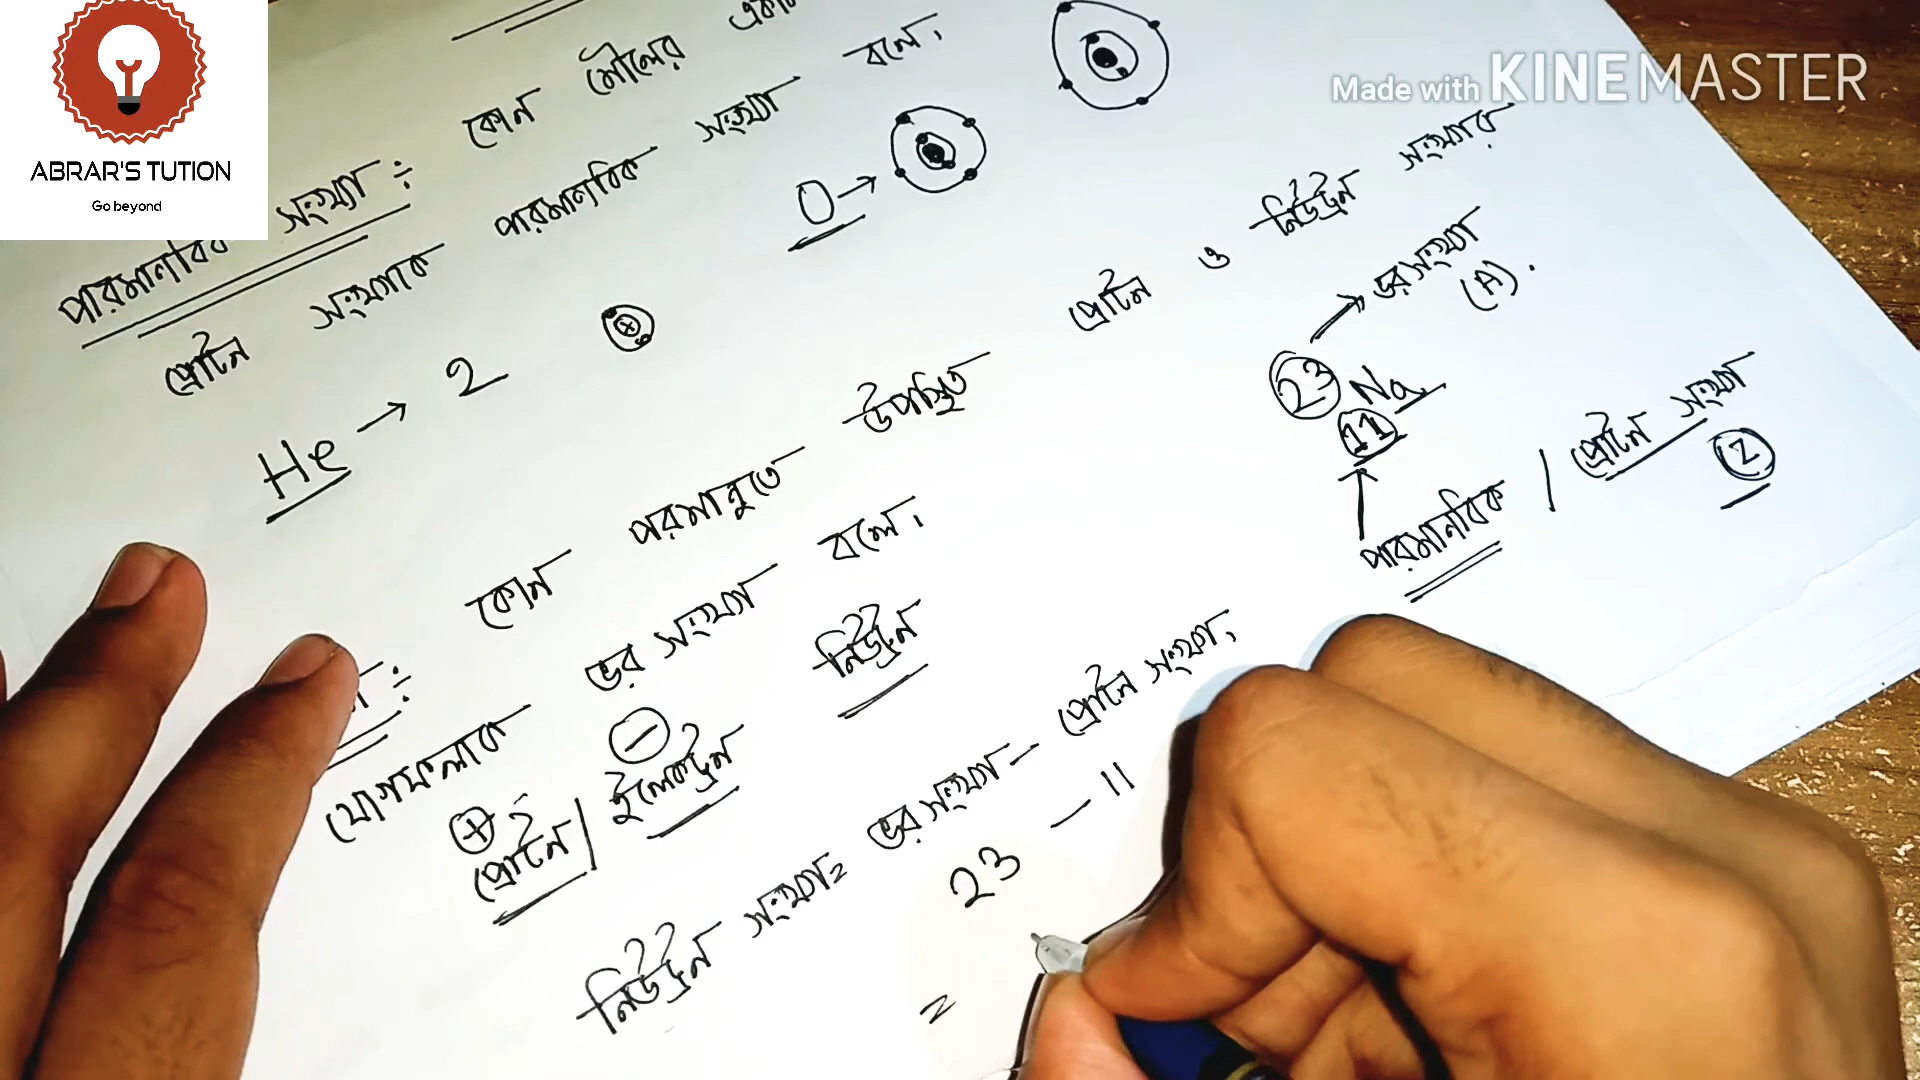 ABRAR'S TUTION
Go beyond
Made with KINEMASTER
পারমানবিক সংখ্যা :
কোন মৌলের
প্রোটন সংখ্যাকে পারমানবিক সংখ্যা বলে।
He → 2
O →
কোন পরমানুতে উপস্থিত প্রোটন ও নিউট্রন সংখ্যার
যোগফলকে ভর সংখ্যা বলে।
+ −
প্রোটন / ইলেকট্রন নিউট্রন
→ ভর সংখ্যা
(A).
23 Na
11
পারমানবিক / প্রোটন সংখ্যা
Z
নিউট্রন সংখ্যা = ভর সংখ্যা − প্রোটন সংখ্যা
23 − 11
=